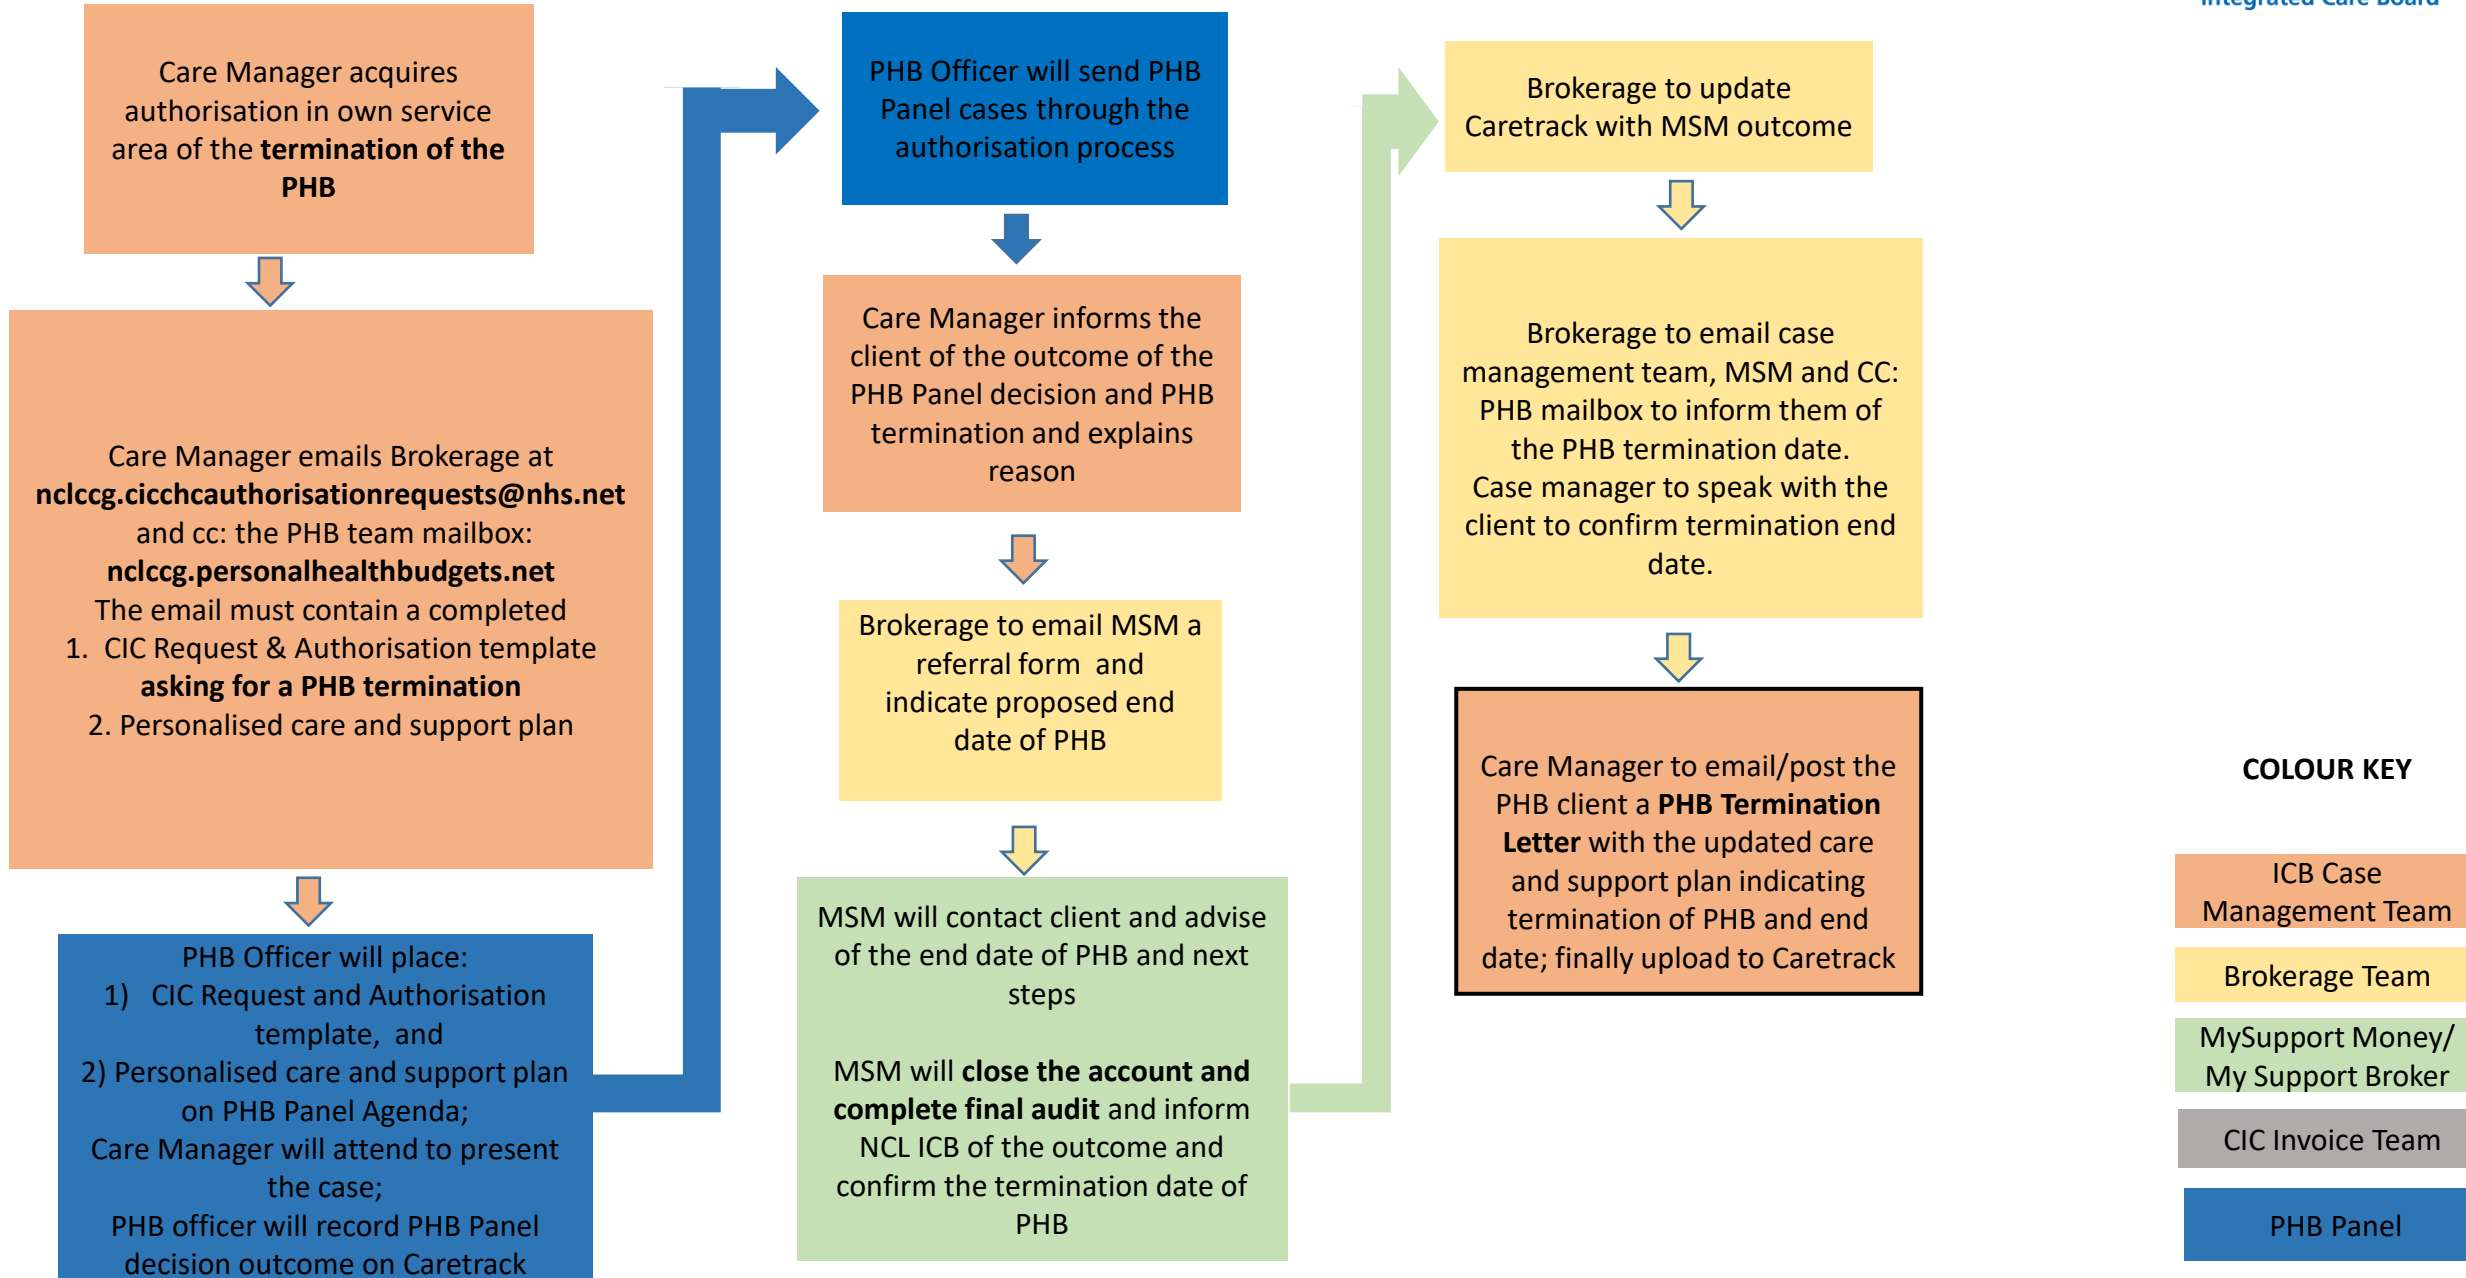 Integrated Care Board
Care Manager acquires
authorisation in own service
area of the termination of the
PHB
Care Manager emails Brokerage at
nclccg.cicchcauthorisationrequests@nhs.net
and cc: the PHB team mailbox:
nclccg.personalhealthbudgets.net
The email must contain a completed
1. CIC Request & Authorisation template
asking for a PHB termination
2. Personalised care and support plan
PHB Officer will place:
1) CIC Request and Authorisation
template, and
2) Personalised care and support plan
on PHB Panel Agenda;
Care Manager will attend to present
the case;
PHB officer will record PHB Panel
decision outcome on Caretrack
PHB Officer will send PHB
Panel cases through the
authorisation process
Care Manager informs the
client of the outcome of the
PHB Panel decision and PHB
termination and explains
reason
Brokerage to email MSM a
referral form and
indicate proposed end
date of PHB
MSM will contact client and advise
of the end date of PHB and next
steps
MSM will close the account and
complete final audit and inform
NCL ICB of the outcome and
confirm the termination date of
PHB
Brokerage to update
Caretrack with MSM outcome
Brokerage to email case
management team, MSM and CC:
PHB mailbox to inform them of
the PHB termination date.
Case manager to speak with the
client to confirm termination end
date.
Care Manager to email/post the
PHB client a PHB Termination
Letter with the updated care
and support plan indicating
termination of PHB and end
date; finally upload to Caretrack
COLOUR KEY
ICB Case
Management Team
Brokerage Team
MySupport Money/
My Support Broker
CIC Invoice Team
PHB Panel